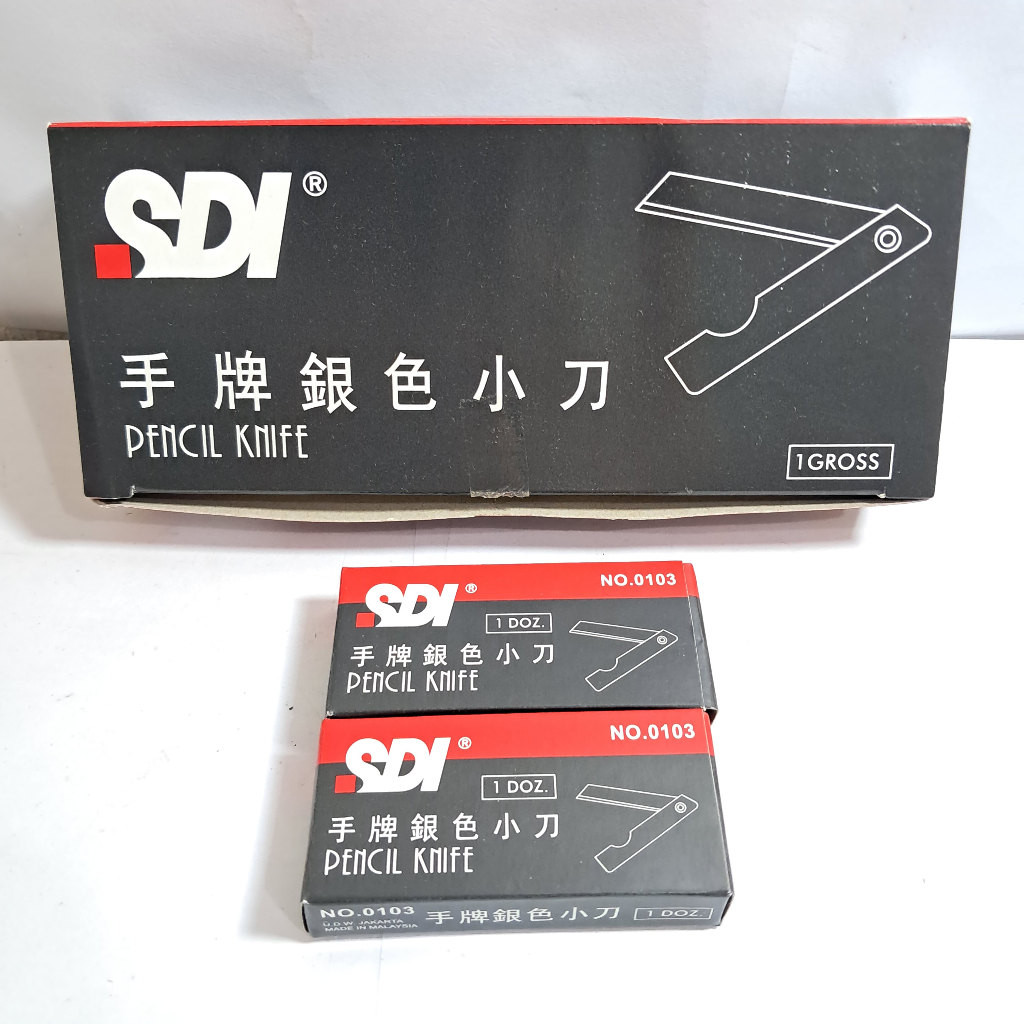 SDI®
手牌銀色小刀
PENCIL KNIFE
1GROSS
NO.0103
SDI®
1 DOZ.
手牌銀色小刀
PENCIL KNIFE
NO.0103
SDI®
1 DOZ.
手牌銀色小刀
PENCIL KNIFE
NO.0103 手牌銀色小刀 1 DOZ.
U.D.W. JAKARTA
MADE IN MALAYSIA